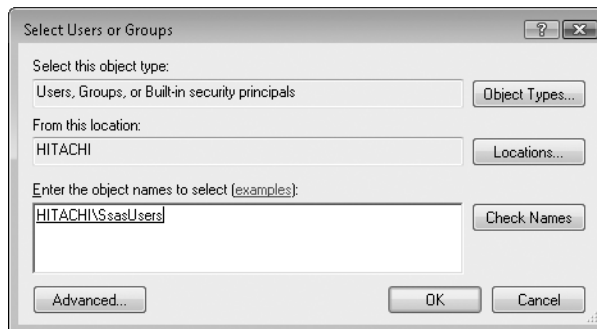 Select Users or Groups
Select this object type:
Users, Groups, or Built-in security principals
Object Types...
From this location:
HITACHI
Locations...
Enter the object names to select (examples):
HITACHI\SsasUsers
Check Names
Advanced...
OK
Cancel